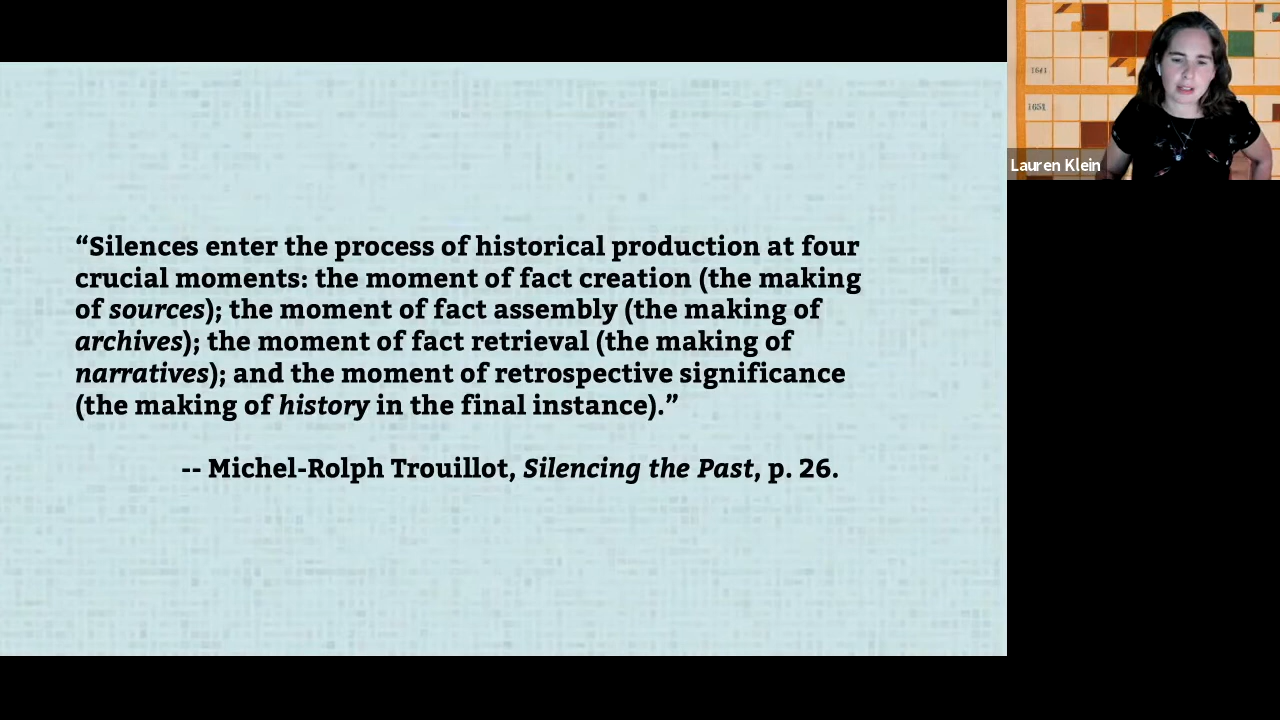 “Silences enter the process of historical production at four
crucial moments: the moment of fact creation (the making
of sources); the moment of fact assembly (the making of
archives); the moment of fact retrieval (the making of
narratives); and the moment of retrospective significance
(the making of history in the final instance).”
-- Michel-Rolph Trouillot, Silencing the Past, p. 26.
1641
1651
Lauren Klein